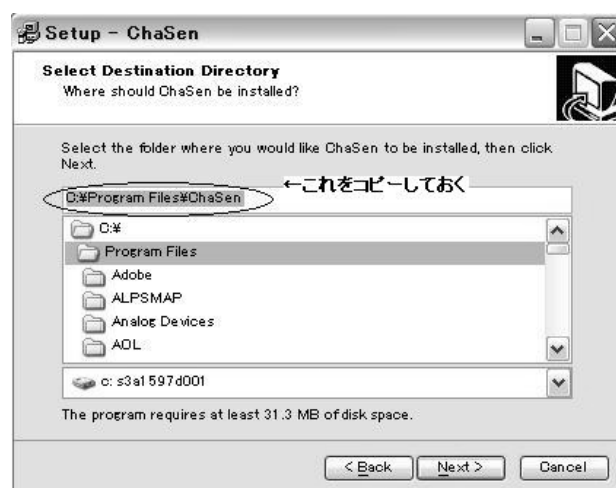 Setup - ChaSen
Select Destination Directory
Where should ChaSen be installed?
Select the folder where you would like ChaSen to be installed, then click
Next.
←これをコピーしておく
C:¥Program Files¥ChaSen
C:¥
Program Files
Adobe
ALPSMAP
Analog Devices
AOL
c: s3a1597d001
The program requires at least 31.3 MB of disk space.
< Back
Next >
Cancel